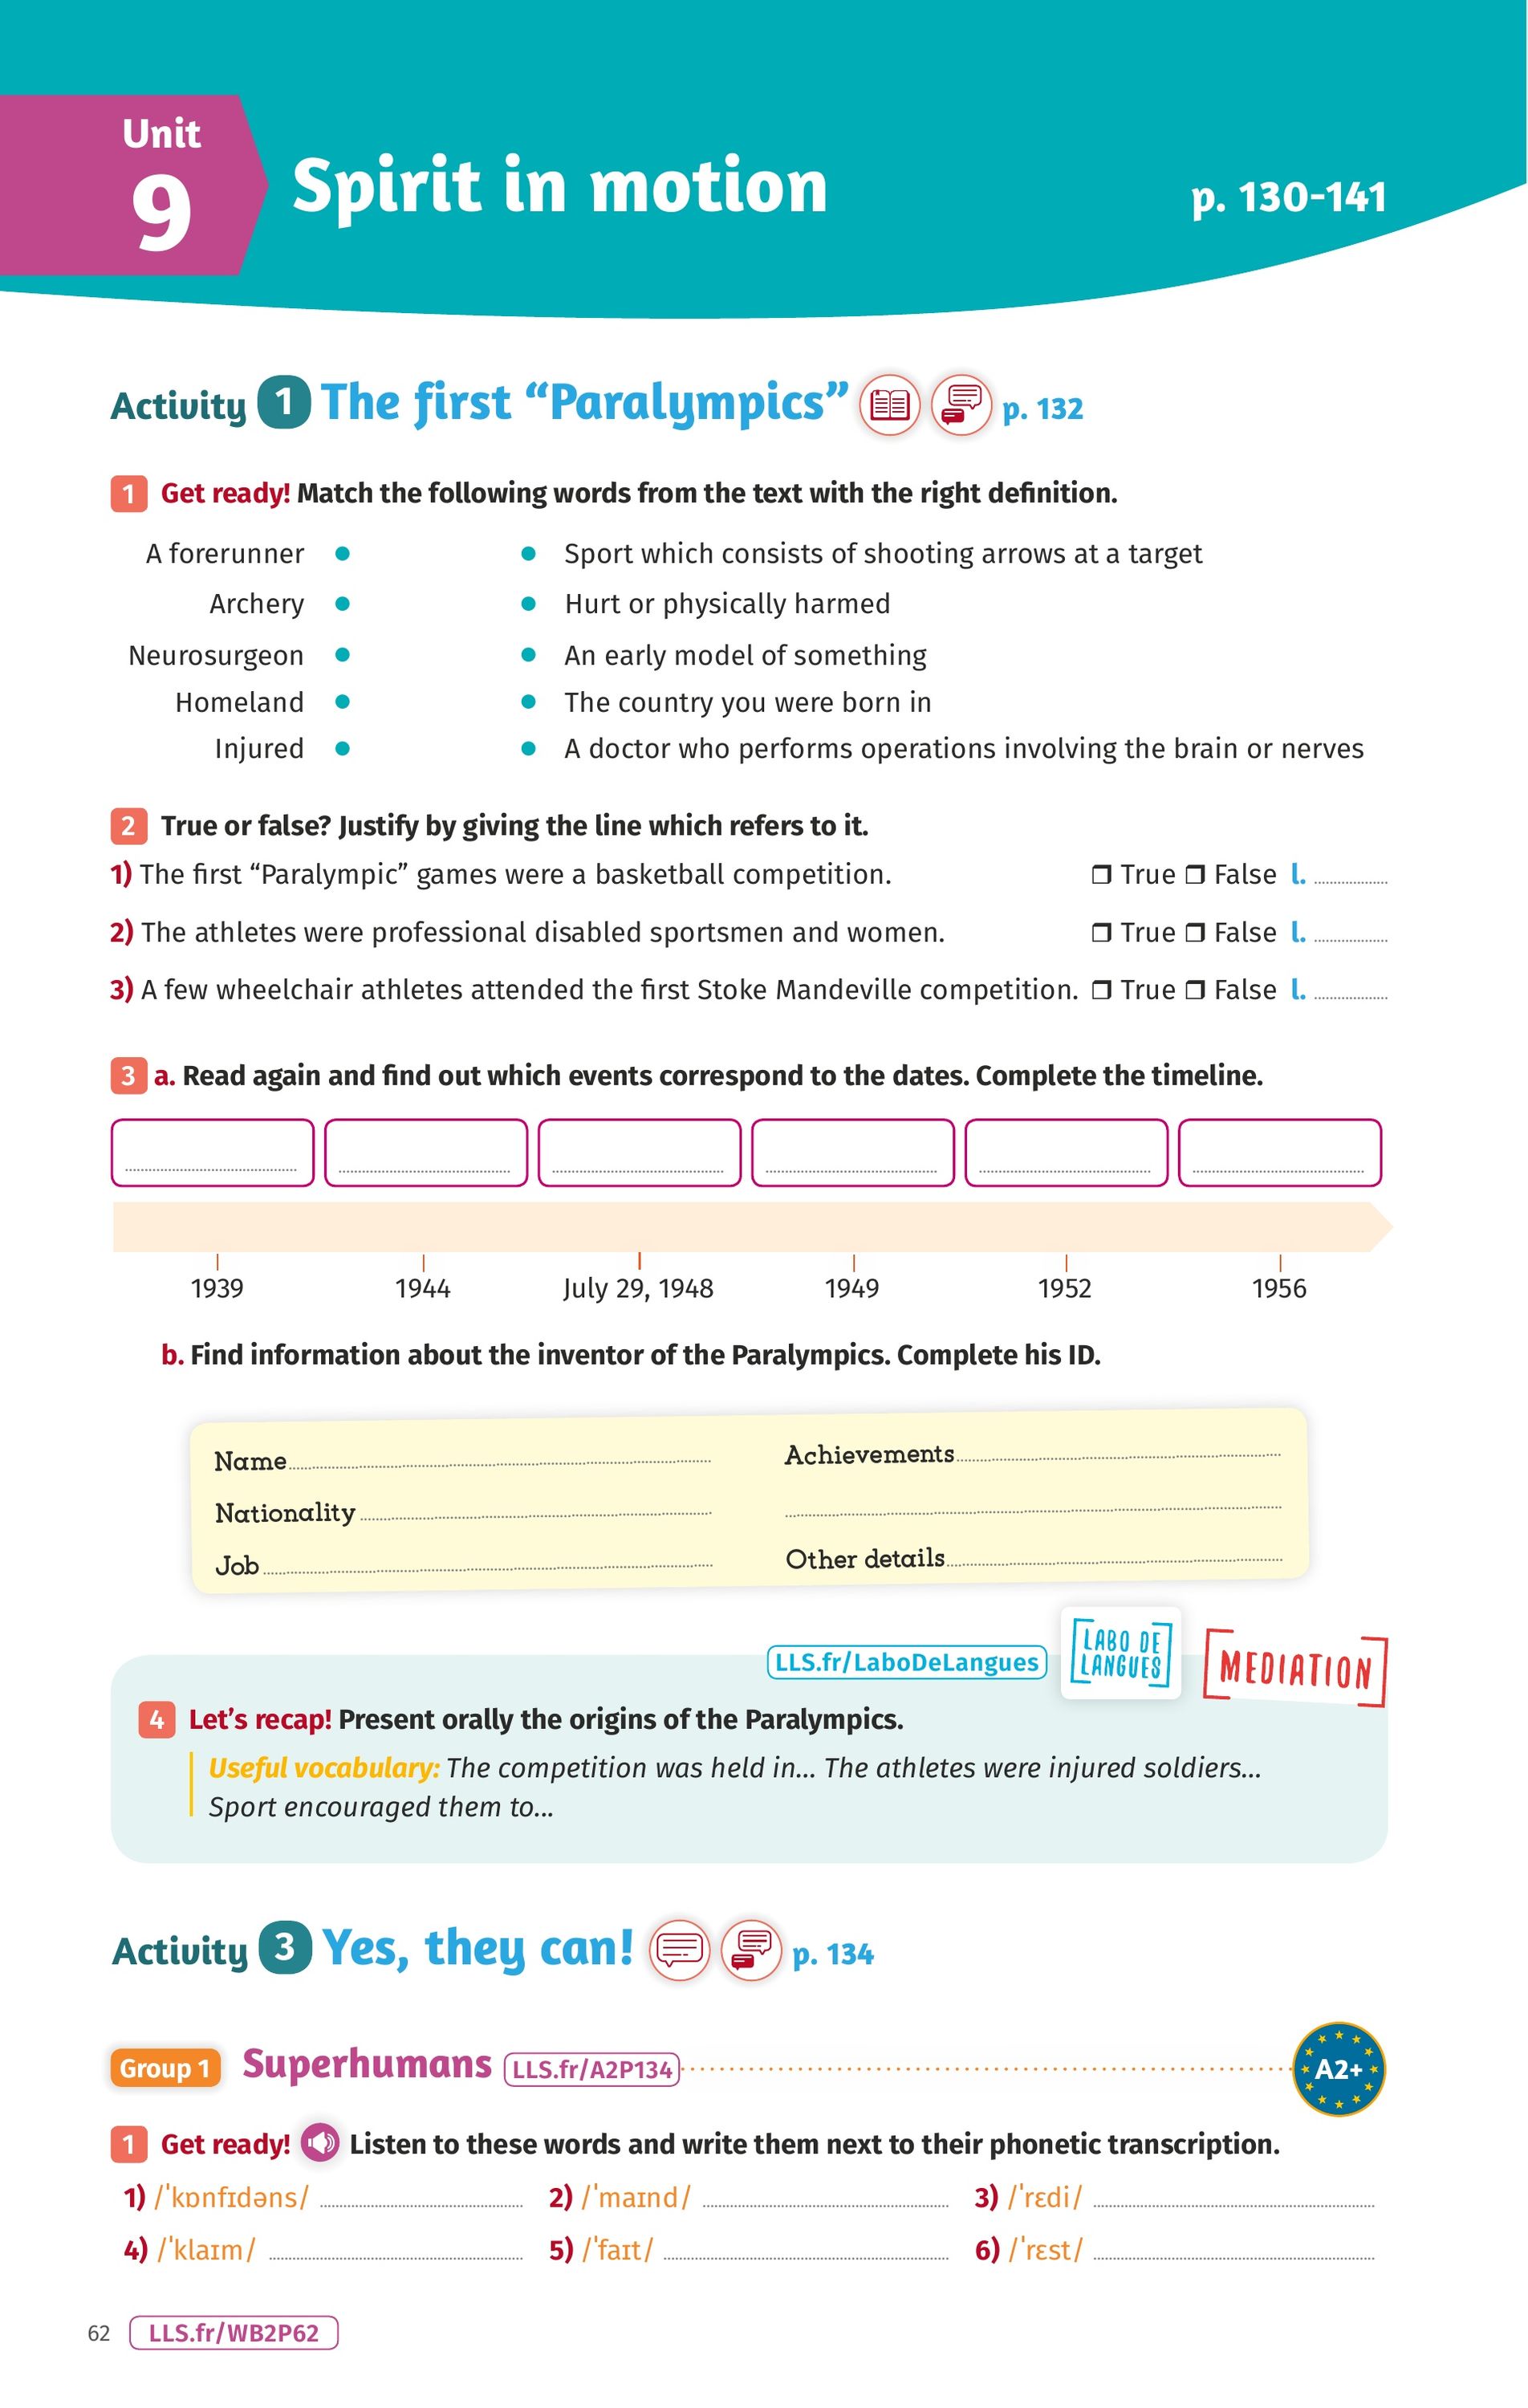 Unit
9
Spirit in motion
p. 130-141
Activity 1 The first “Paralympics” p. 132
1 Get ready! Match the following words from the text with the right definition.
A forerunner ● ● Sport which consists of shooting arrows at a target
Archery ● ● Hurt or physically harmed
Neurosurgeon ● ● An early model of something
Homeland ● ● The country you were born in
Injured ● ● A doctor who performs operations involving the brain or nerves
2 True or false? Justify by giving the line which refers to it.
1) The first “Paralympic” games were a basketball competition. ❒ True ❒ False l. ..................
2) The athletes were professional disabled sportsmen and women. ❒ True ❒ False l. ..................
3) A few wheelchair athletes attended the first Stoke Mandeville competition. ❒ True ❒ False l. ..................
3 a. Read again and find out which events correspond to the dates. Complete the timeline.
1939 1944 July 29, 1948 1949 1952 1956
b. Find information about the inventor of the Paralympics. Complete his ID.
Name.................... Achievements....................
Nationality ....................
Job .................... Other details....................
LLS.fr/LaboDeLangues
LABO DE
LANGUES
MEDIATION
4 Let’s recap! Present orally the origins of the Paralympics.
Useful vocabulary: The competition was held in... The athletes were injured soldiers...
Sport encouraged them to...
Activity 3 Yes, they can! p. 134
Group 1 Superhumans LLS.fr/A2P134 A2+
1 Get ready! Listen to these words and write them next to their phonetic transcription.
1) /ˈkɒnfɪdəns/ .................... 2) /ˈmaɪnd/ .................... 3) /ˈrɛdi/ ....................
4) /ˈklaɪm/ .................... 5) /ˈfaɪt/ .................... 6) /ˈrɛst/ ....................
62 LLS.fr/WB2P62